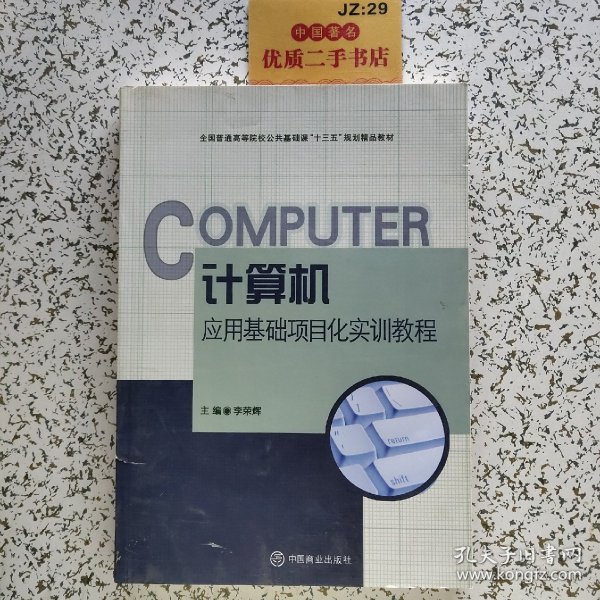 JZ:29
中国著名
优质二手书店
全国普通高等院校公共基础课“十三五”规划精品教材
COMPUTER
计算机
应用基础项目化实训教程
主编◉李荣辉
return
shift
中国商业出版社
孔夫子旧书网
www.kongfz.com